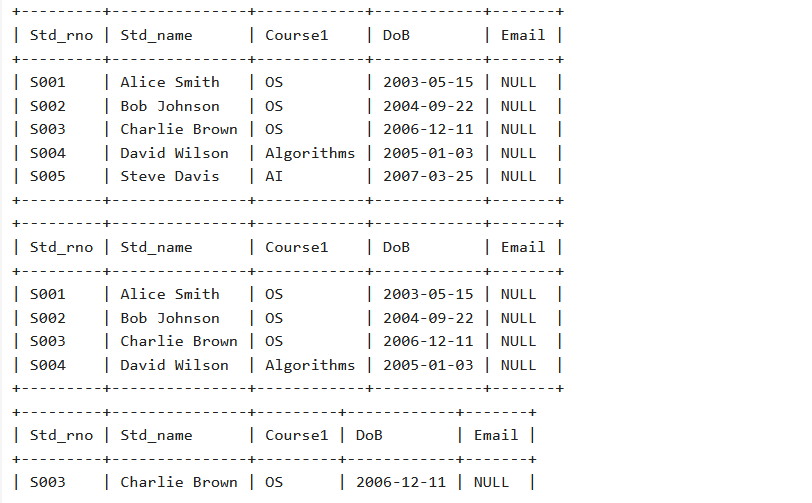 +---------+---------------+------------+------------+-------+
| Std_rno | Std_name      | Course1    | DoB        | Email |
+---------+---------------+------------+------------+-------+
| S001    | Alice Smith   | OS         | 2003-05-15 | NULL  |
| S002    | Bob Johnson   | OS         | 2004-09-22 | NULL  |
| S003    | Charlie Brown | OS         | 2006-12-11 | NULL  |
| S004    | David Wilson  | Algorithms | 2005-01-03 | NULL  |
| S005    | Steve Davis   | AI         | 2007-03-25 | NULL  |
+---------+---------------+------------+------------+-------+
+---------+---------------+------------+------------+-------+
| Std_rno | Std_name      | Course1    | DoB        | Email |
+---------+---------------+------------+------------+-------+
| S001    | Alice Smith   | OS         | 2003-05-15 | NULL  |
| S002    | Bob Johnson   | OS         | 2004-09-22 | NULL  |
| S003    | Charlie Brown | OS         | 2006-12-11 | NULL  |
| S004    | David Wilson  | Algorithms | 2005-01-03 | NULL  |
+---------+---------------+------------+------------+-------+
+---------+---------------+---------+------------+-------+
| Std_rno | Std_name      | Course1 | DoB        | Email |
+---------+---------------+---------+------------+-------+
| S003    | Charlie Brown | OS      | 2006-12-11 | NULL  |